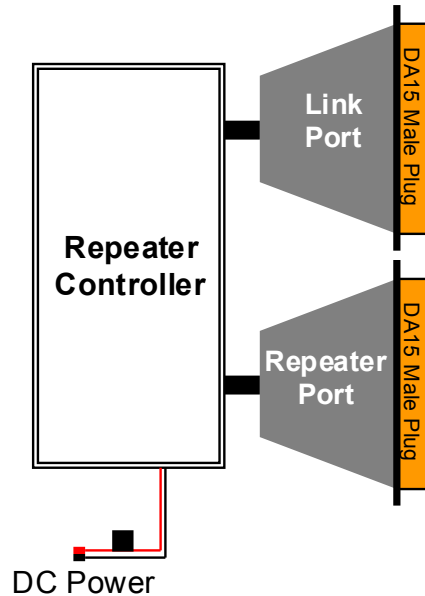 Link
Port
DA15 Male Plug
Repeater
Controller
Repeater
Port
DA15 Male Plug
DC Power